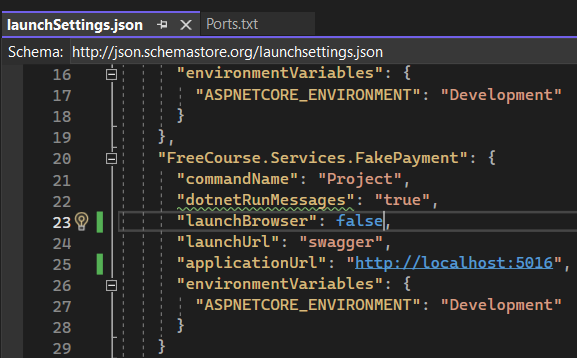 launchSettings.json Ports.txt
Schema: http://json.schemastore.org/launchsettings.json
16 "environmentVariables": {
17 "ASPNETCORE_ENVIRONMENT": "Development"
18 }
19 },
20 "FreeCourse.Services.FakePayment": {
21 "commandName": "Project",
22 "dotnetRunMessages": "true",
23 "launchBrowser": false,
24 "launchUrl": "swagger",
25 "applicationUrl": "http://localhost:5016",
26 "environmentVariables": {
27 "ASPNETCORE_ENVIRONMENT": "Development"
28 }
29 }